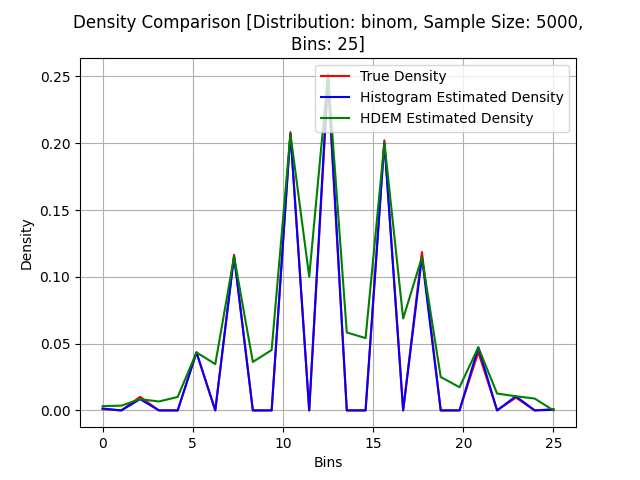 Density Comparison [Distribution: binom, Sample Size: 5000,
Bins: 25]
True Density
Histogram Estimated Density
HDEM Estimated Density
Density
0.25
0.20
0.15
0.10
0.05
0.00
0 5 10 15 20 25
Bins